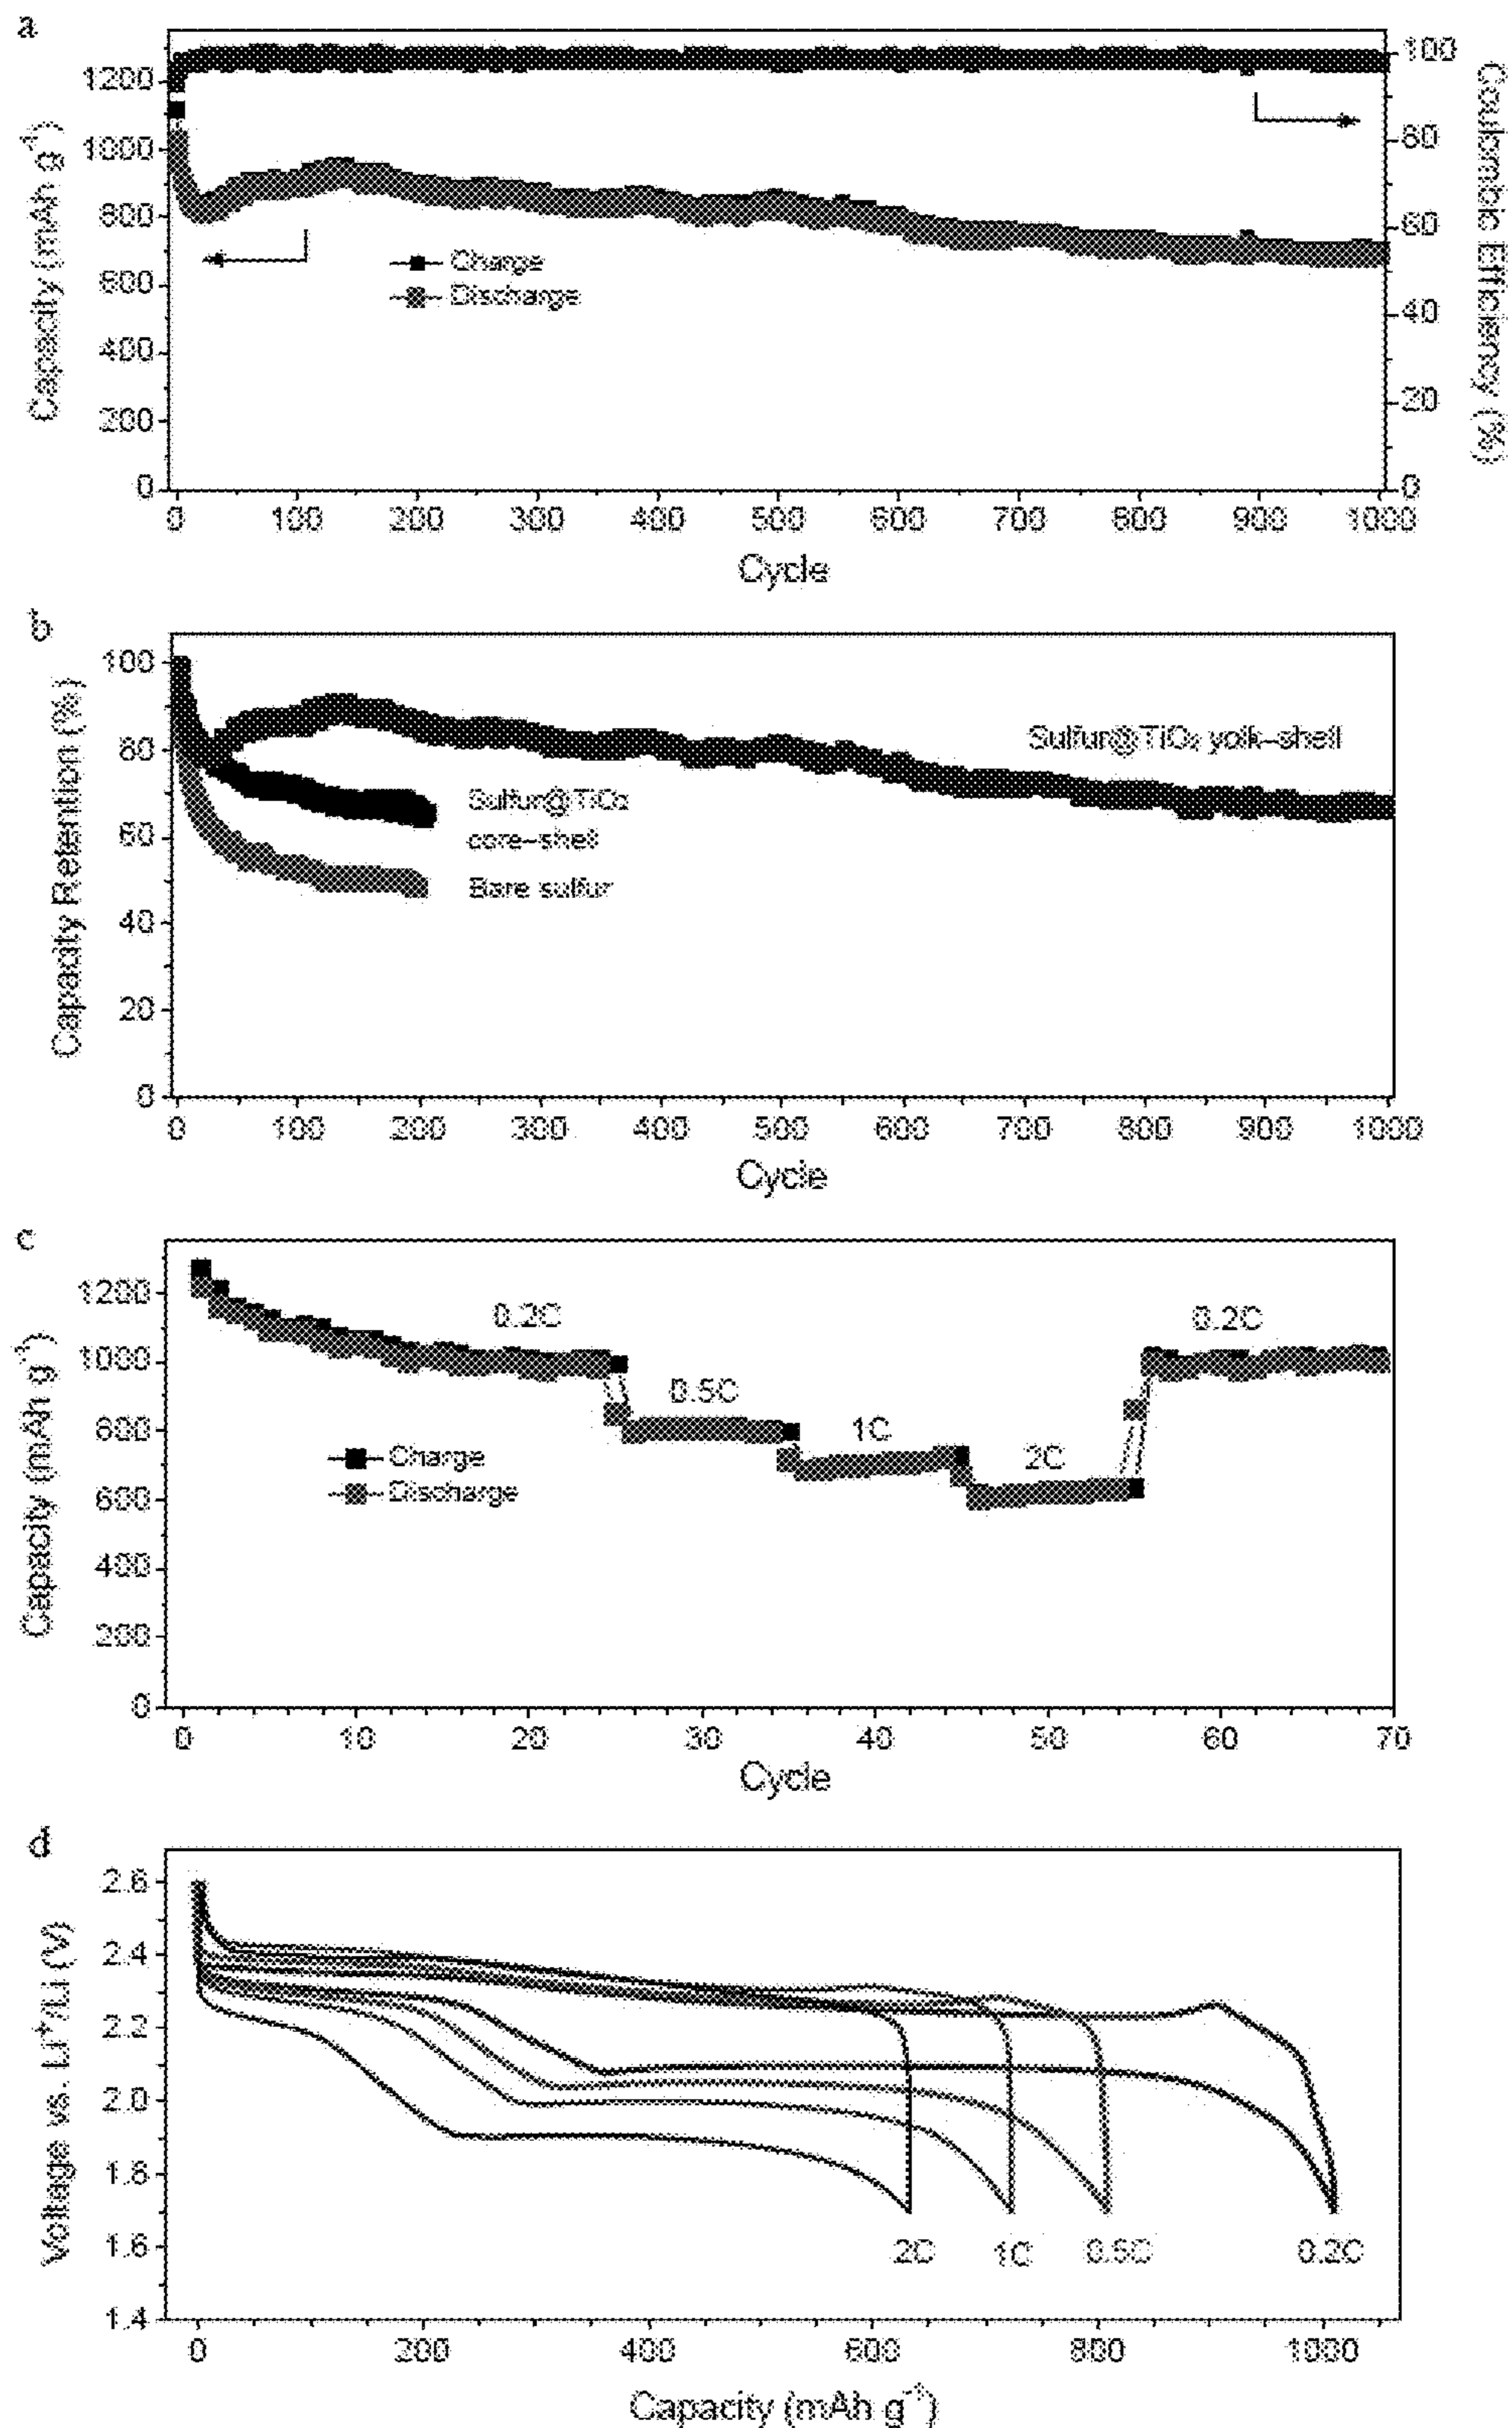 a
Capacity (mAh g⁻¹)
1200
1000
800
600
400
200
0
100
80
60
40
20
0
Coulombic Efficiency (%)
Charge
Discharge
0 100 200 300 400 500 600 700 800 900 1000
Cycle
b
Capacity Retention (%)
100
80
60
40
20
0
Sulfur@TiO₂ yolk–shell
Sulfur@TiO₂
core–shell
Bare sulfur
0 100 200 300 400 500 600 700 800 900 1000
Cycle
c
Capacity (mAh g⁻¹)
1200
1000
800
600
400
200
0
0.2C
0.5C
1C
2C
0.2C
Charge
Discharge
0 10 20 30 40 50 60 70
Cycle
d
Voltage vs. Li⁺/Li (V)
2.6
2.4
2.2
2.0
1.8
1.6
1.4
2C 1C 0.5C 0.2C
0 200 400 600 800 1000
Capacity (mAh g⁻¹)